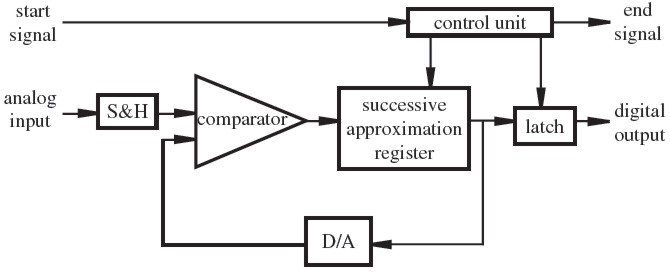 start
signal
control unit
end
signal
analog
input
S&H
comparator
successive
approximation
register
latch
digital
output
D/A